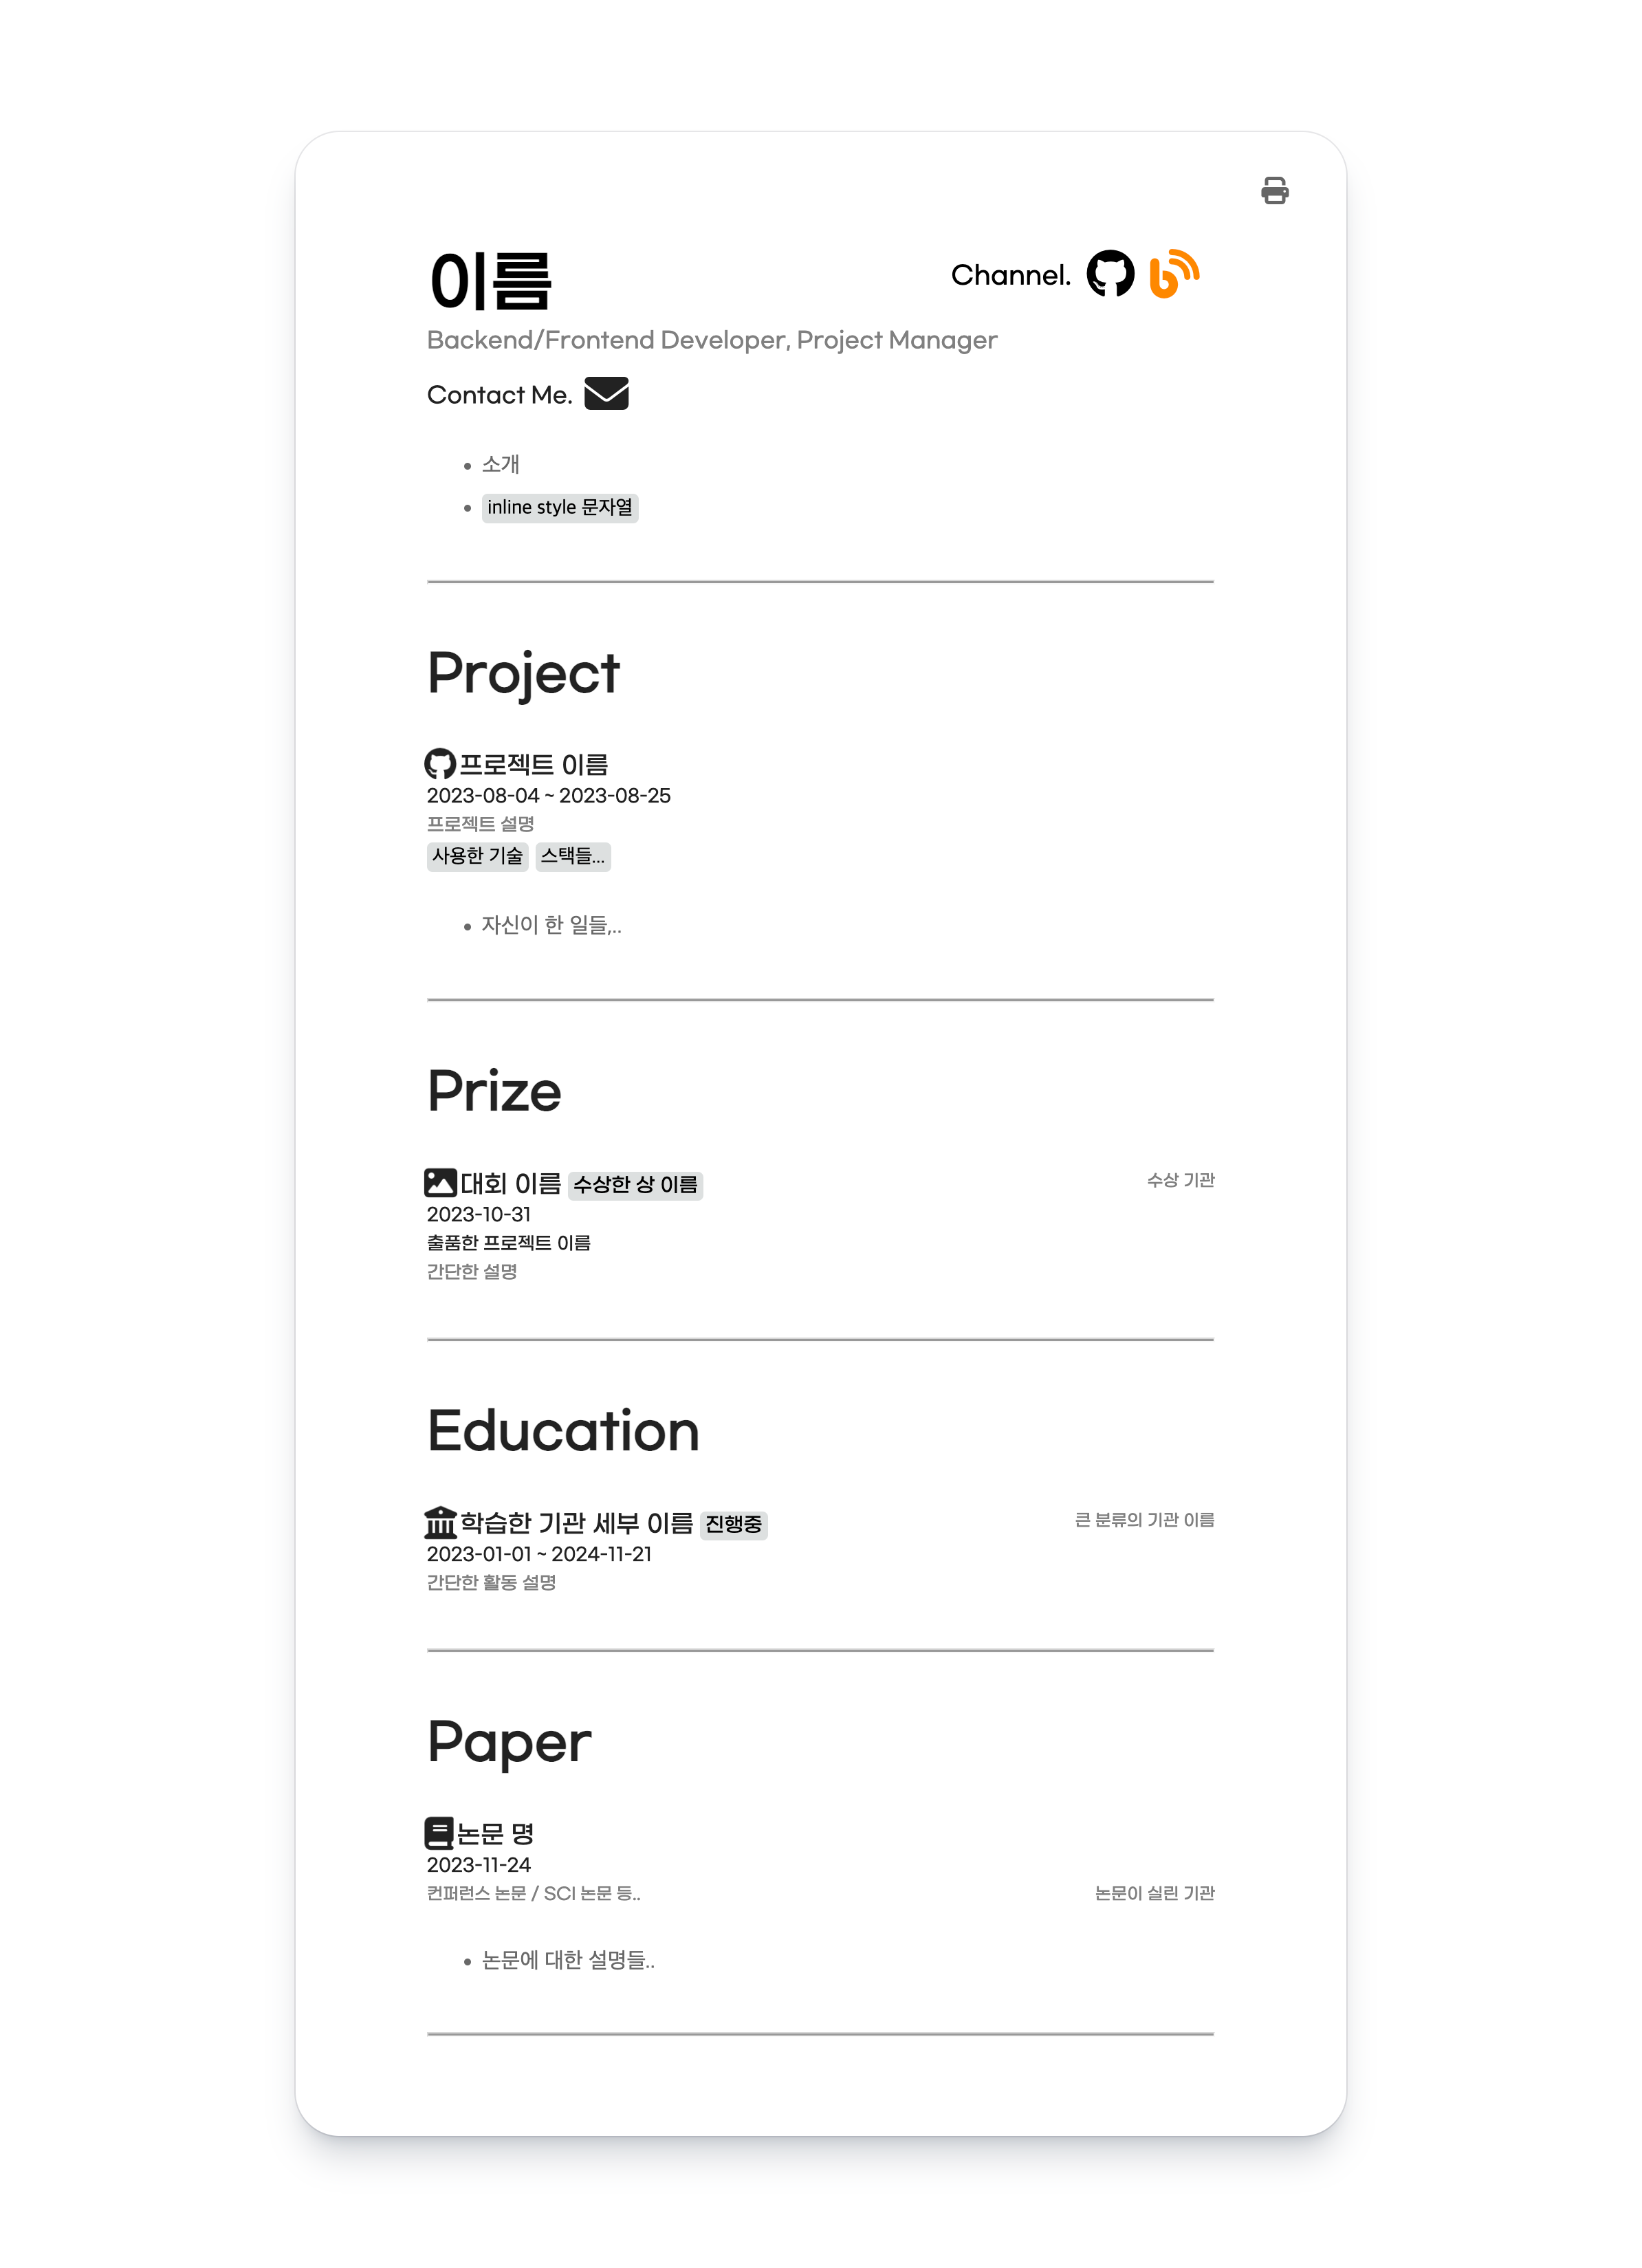 이름
Channel.
Backend/Frontend Developer, Project Manager
Contact Me.
소개
inline style 문자열
Project
프로젝트 이름
2023-08-04 ~ 2023-08-25
프로젝트 설명
사용한 기술 스택들...
자신이 한 일들,..
Prize
대회 이름 수상한 상 이름 수상 기관
2023-10-31
출품한 프로젝트 이름
간단한 설명
Education
학습한 기관 세부 이름 진행중 큰 분류의 기관 이름
2023-01-01 ~ 2024-11-21
간단한 활동 설명
Paper
논문 명
2023-11-24
컨퍼런스 논문 / SCI 논문 등.. 논문이 실린 기관
논문에 대한 설명들..